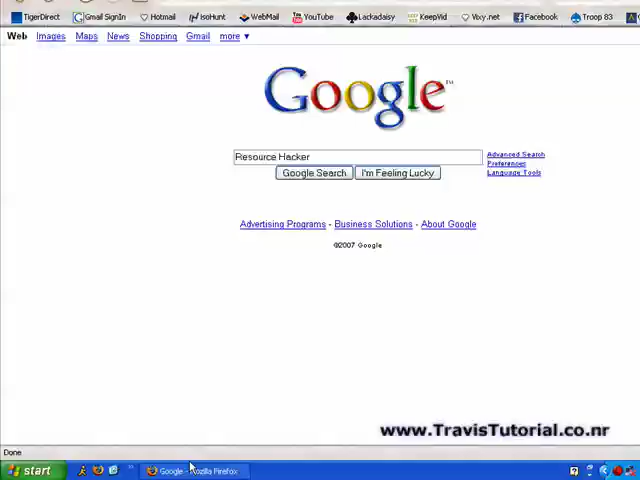 TigerDirect Gmail SignIn Hotmail IsoHunt WebMail YouTube Lackadaisy KeepVid Vixy.net Facebook Troop 83
Web Images Maps News Shopping Gmail more ▼
Google™
Resource Hacker
Advanced Search
Preferences
Language Tools
Google Search I'm Feeling Lucky
Advertising Programs - Business Solutions - About Google
©2007 Google
www.TravisTutorial.co.nr
Done
start Google - Mozilla Firefox